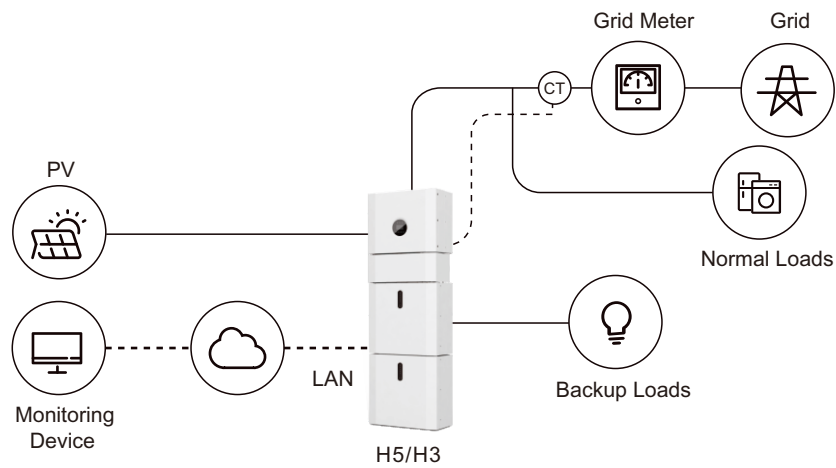 Grid Meter
Grid
CT
PV
Normal Loads
LAN
Backup Loads
Monitoring
Device
H5/H3